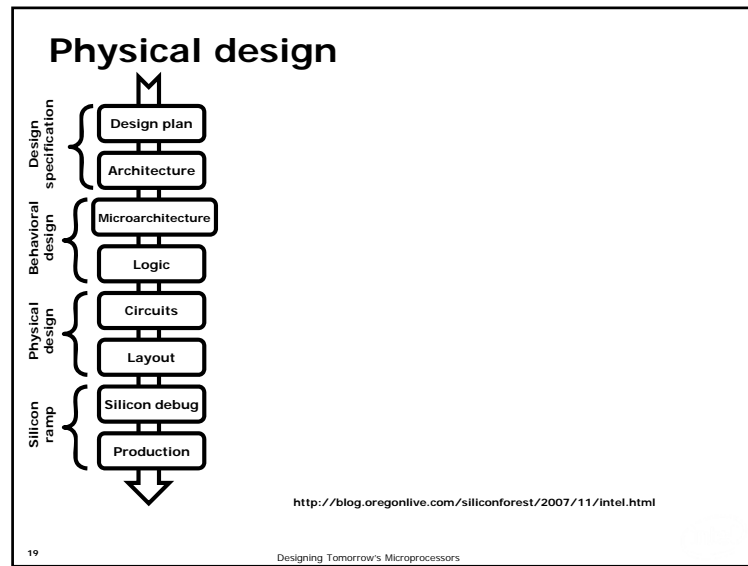 Physical design
Design
specification
Design plan
Architecture
Behavioral
design
Microarchitecture
Logic
Physical
design
Circuits
Layout
Silicon
ramp
Silicon debug
Production
http://blog.oregonlive.com/siliconforest/2007/11/intel.html
19
Designing Tomorrow's Microprocessors